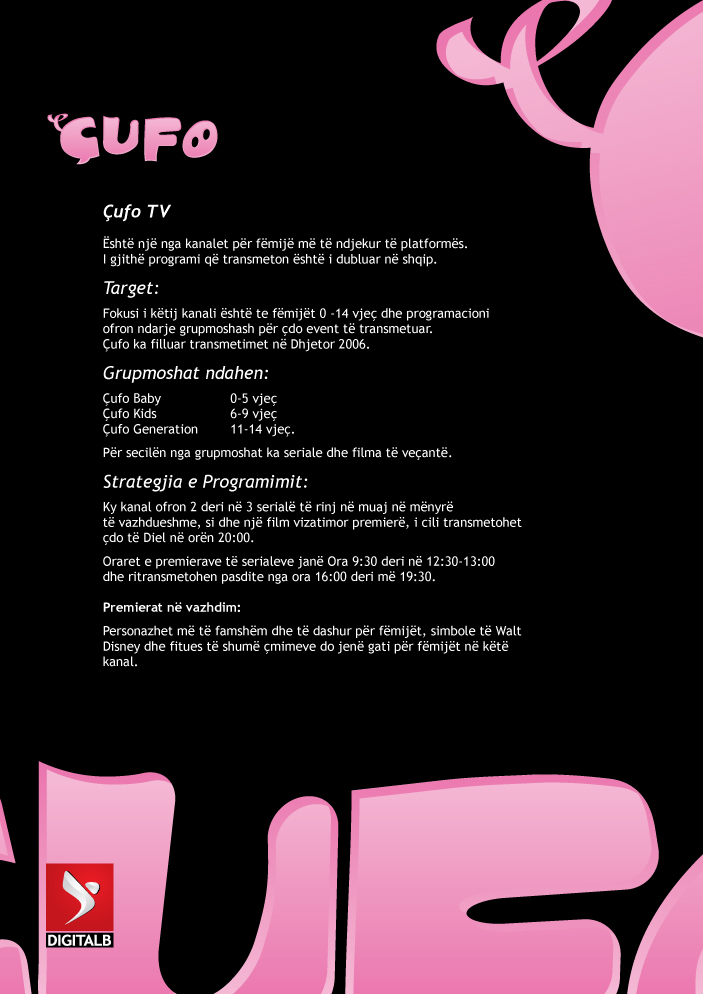 ÇUFO
Çufo TV
Është një nga kanalet për fëmijë më të ndjekur të platformës.
I gjithë programi që transmeton është i dubluar në shqip.
Target:
Fokusi i këtij kanali është te fëmijët 0 -14 vjeç dhe programacioni
ofron ndarje grupmoshash për çdo event të transmetuar.
Çufo ka filluar transmetimet në Dhjetor 2006.
Grupmoshat ndahen:
Çufo Baby 0-5 vjeç
Çufo Kids 6-9 vjeç
Çufo Generation 11-14 vjeç.
Për secilën nga grupmoshat ka seriale dhe filma të veçantë.
Strategjia e Programimit:
Ky kanal ofron 2 deri në 3 serialë të rinj në muaj në mënyrë
të vazhdueshme, si dhe një film vizatimor premierë, i cili transmetohet
çdo të Diel në orën 20:00.
Oraret e premierave të serialeve janë Ora 9:30 deri në 12:30-13:00
dhe ritransmetohen pasdite nga ora 16:00 deri më 19:30.
Premierat në vazhdim:
Personazhet më të famshëm dhe të dashur për fëmijët, simbole të Walt
Disney dhe fitues të shumë çmimeve do jenë gati për fëmijët në këtë
kanal.
ÇUFO
DIGITALB